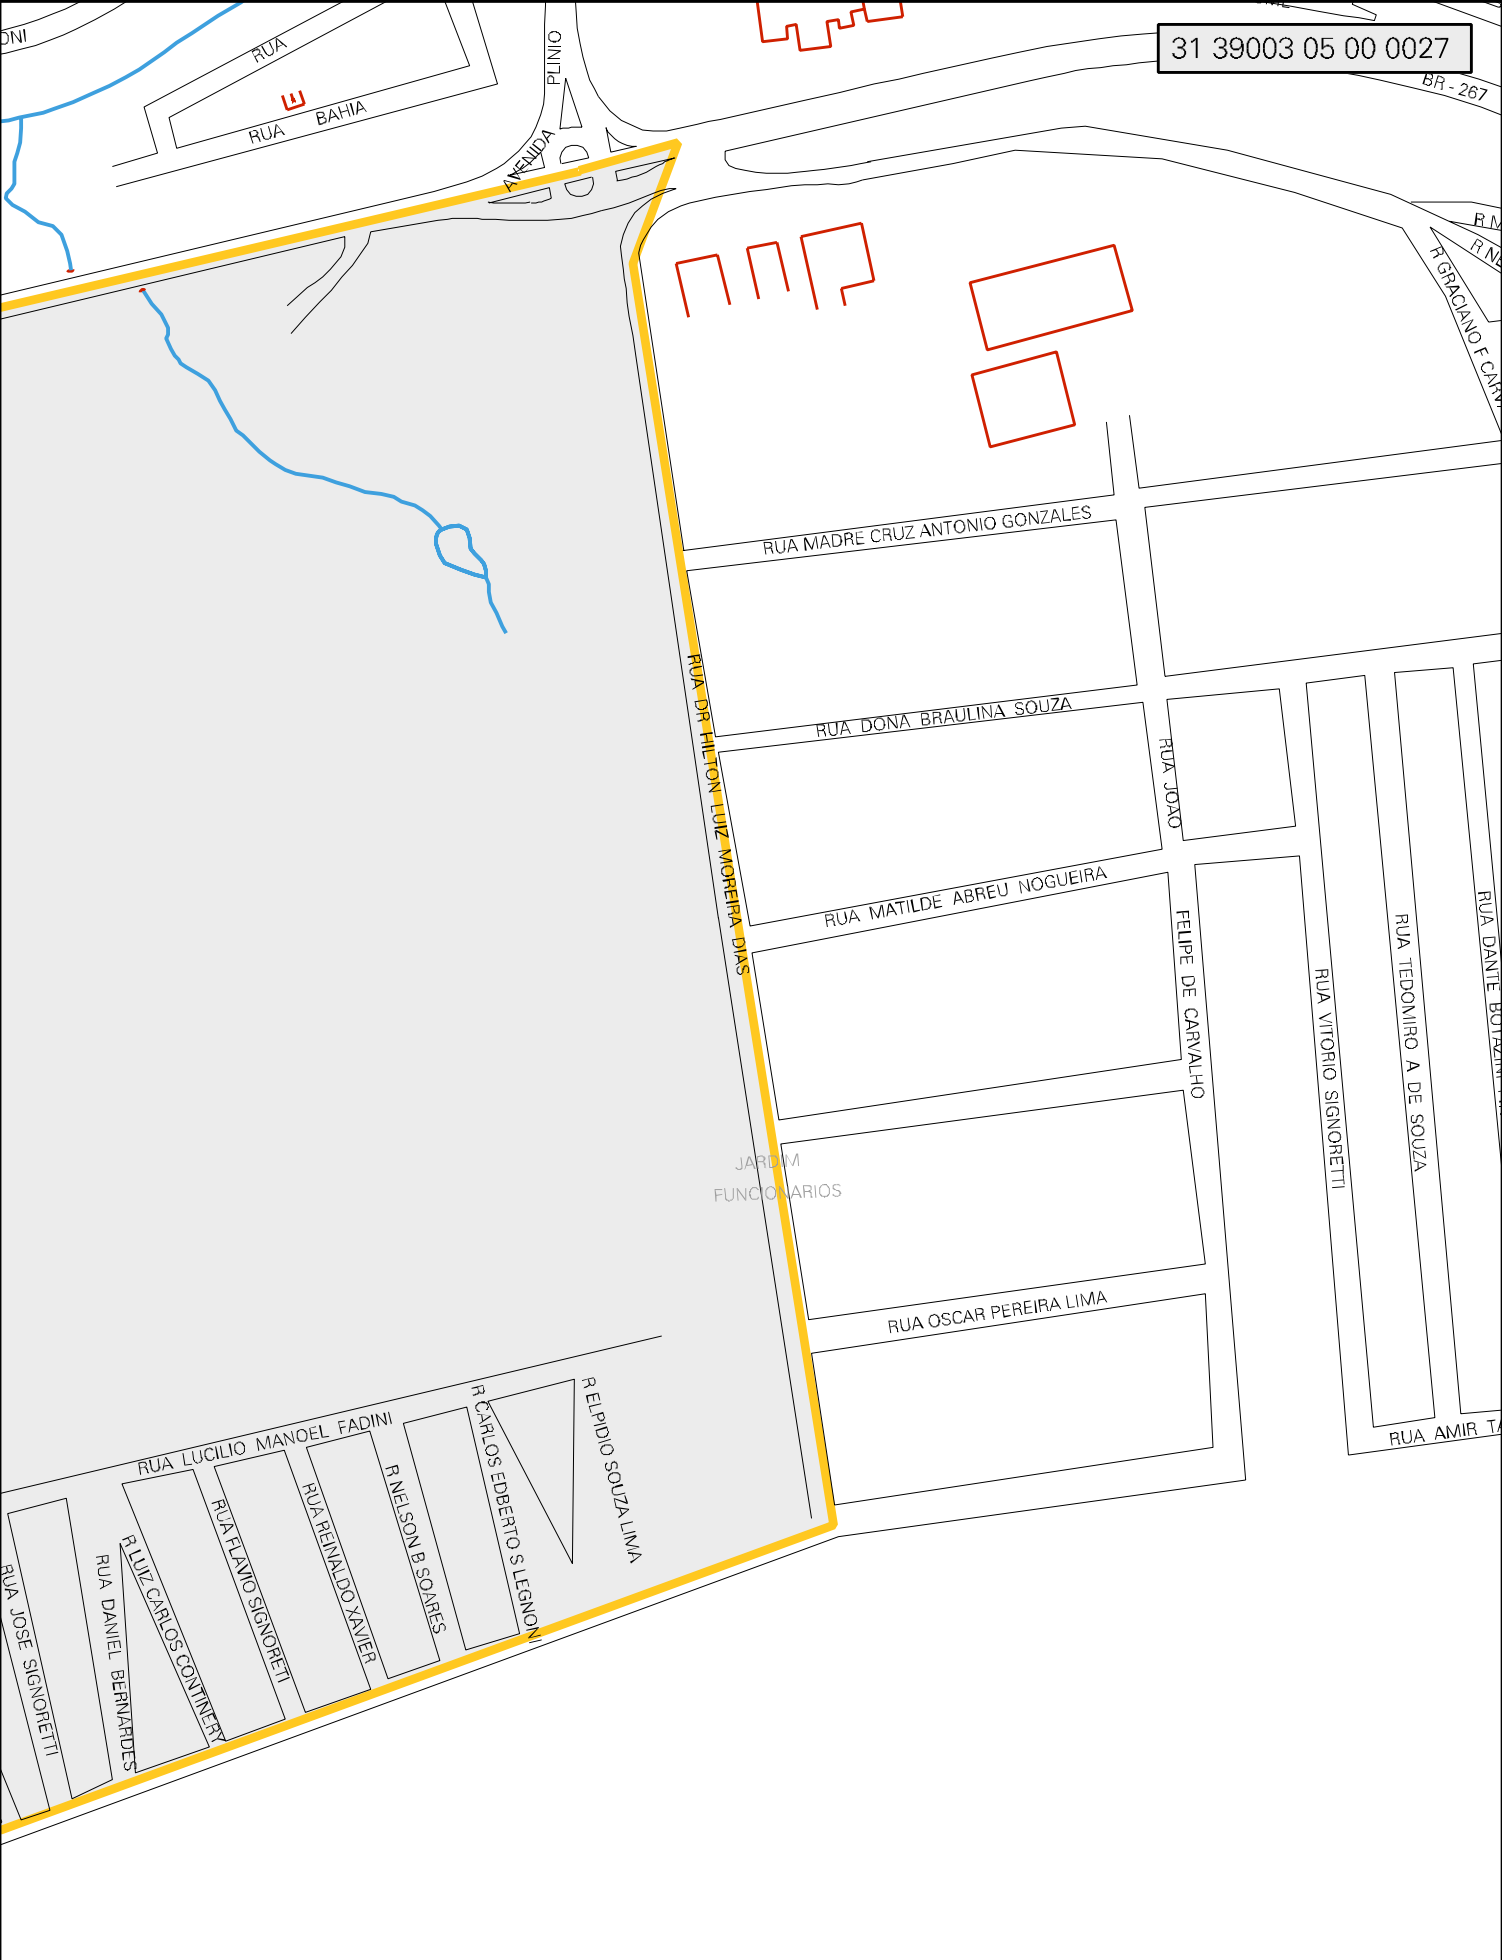 31 39003 05 00 0027
BR - 267
RUA
RUA BAHIA
AVENIDA PLINIO
R GRACIANO F CARV
RUA MADRE CRUZ ANTONIO GONZALES
RUA DR HILTON LUIZ MOREIRA DIAS
RUA DONA BRAULINA SOUZA
RUA JOAO FELIPE DE CARVALHO
RUA MATILDE ABREU NOGUEIRA
RUA VITORIO SIGNORETTI
RUA TEDOMIRO A DE SOUZA
RUA DANTE
JARDIM
FUNCIONARIOS
RUA OSCAR PEREIRA LIMA
RUA AMIR TA
RUA LUCILIO MANOEL FADINI
R ELPIDIO SOUZA LIMA
R CARLOS EDBERTO S LEGNONI
R NELSON B SOARES
RUA REINALDO XAVIER
RUA FLAVIO SIGNORETI
R LUIZ CARLOS CONTINERY
RUA DANIEL BERNARDES
RUA JOSE SIGNORETTI